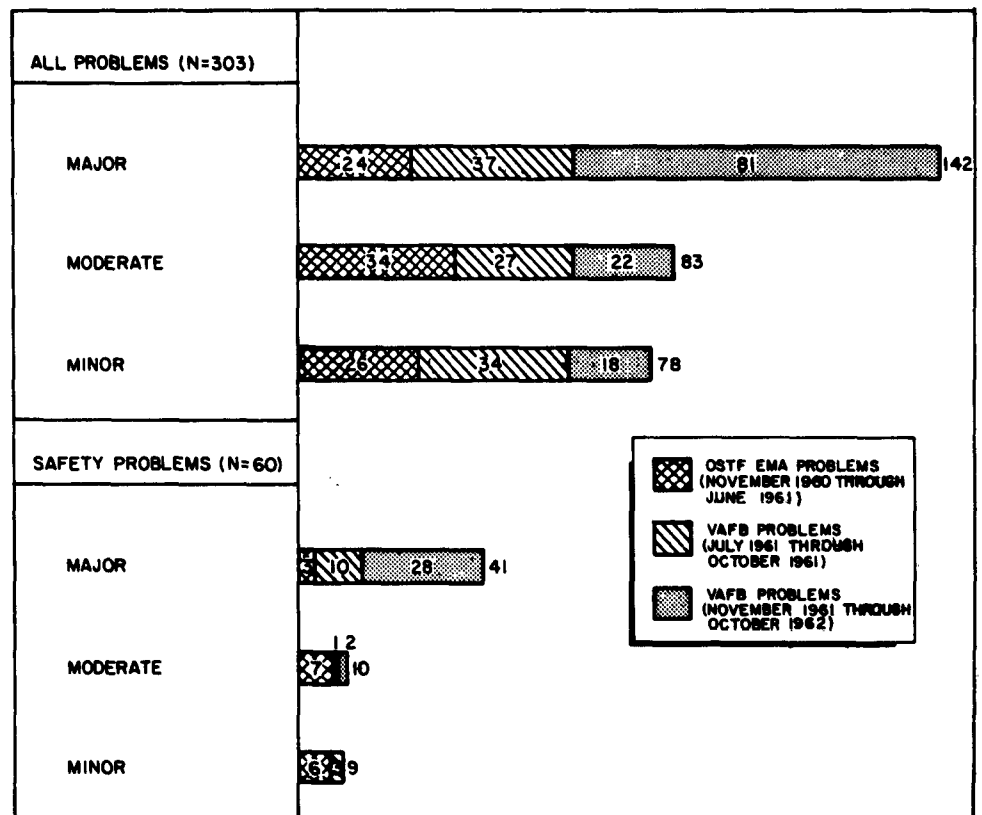 ALL PROBLEMS (N=303)
MAJOR
24 37 81 142
MODERATE
34 27 22 83
MINOR
26 34 18 78
SAFETY PROBLEMS (N=60)
OSTF EMA PROBLEMS
(NOVEMBER 1960 THROUGH
JUNE 1961)
VAFB PROBLEMS
(JULY 1961 THROUGH
OCTOBER 1961)
VAFB PROBLEMS
(NOVEMBER 1961 THROUGH
OCTOBER 1962)
MAJOR
3 10 28 41
MODERATE
1 2
7 10
MINOR
6 9